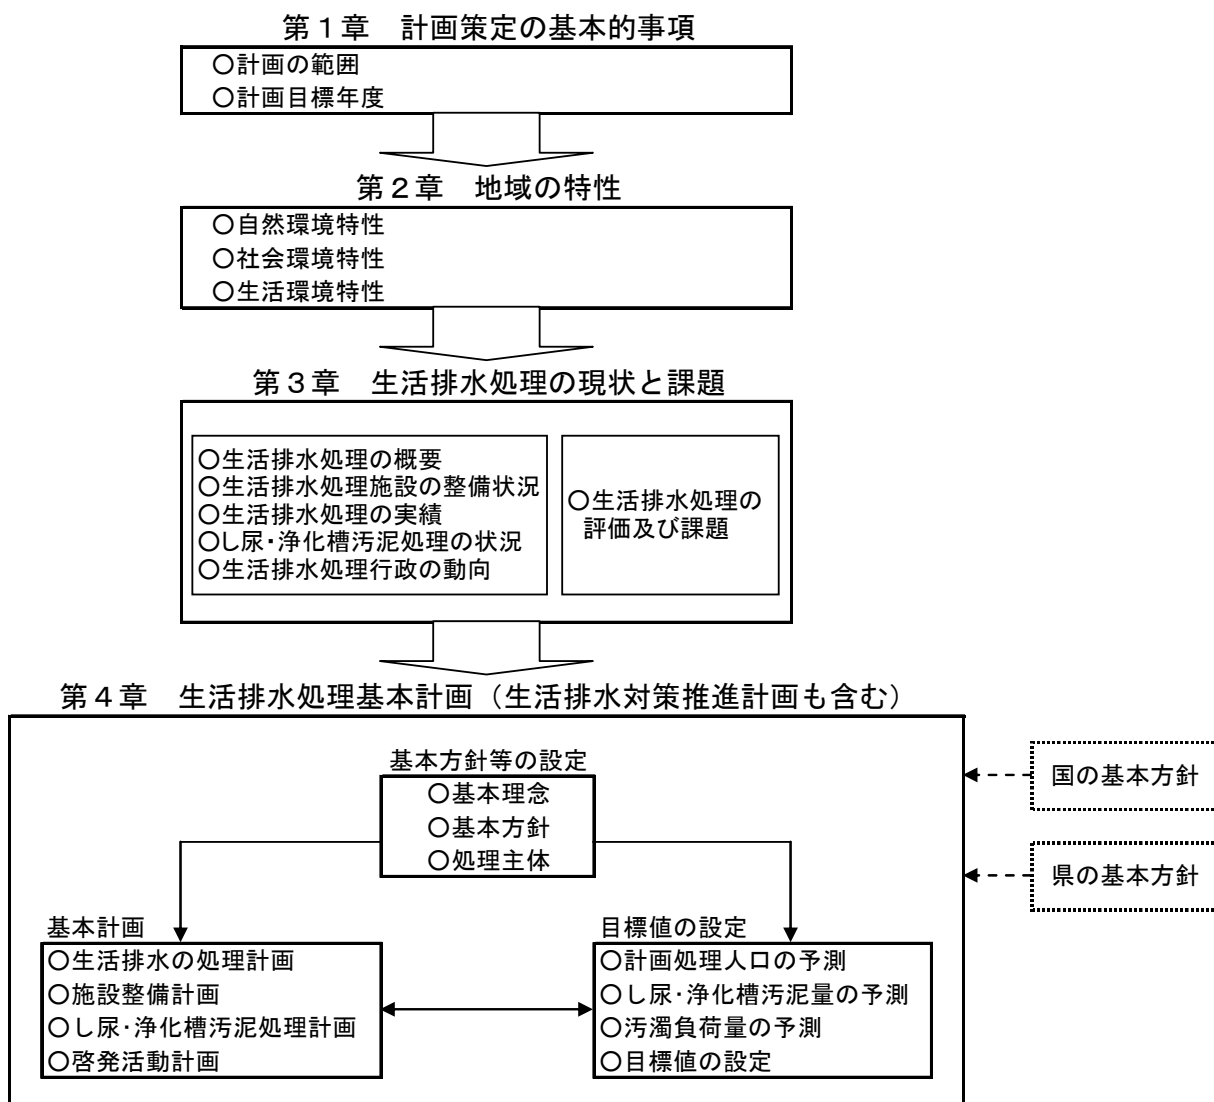 第１章　計画策定の基本的事項
○計画の範囲
○計画目標年度
第２章　地域の特性
○自然環境特性
○社会環境特性
○生活環境特性
第３章　生活排水処理の現状と課題
○生活排水処理の概要
○生活排水処理施設の整備状況
○生活排水処理の実績
○し尿・浄化槽汚泥処理の状況
○生活排水処理行政の動向
○生活排水処理の
評価及び課題
第４章　生活排水処理基本計画（生活排水対策推進計画も含む）
基本方針等の設定
○基本理念
○基本方針
○処理主体
国の基本方針
県の基本方針
基本計画
○生活排水の処理計画
○施設整備計画
○し尿・浄化槽汚泥処理計画
○啓発活動計画
目標値の設定
○計画処理人口の予測
○し尿・浄化槽汚泥量の予測
○汚濁負荷量の予測
○目標値の設定